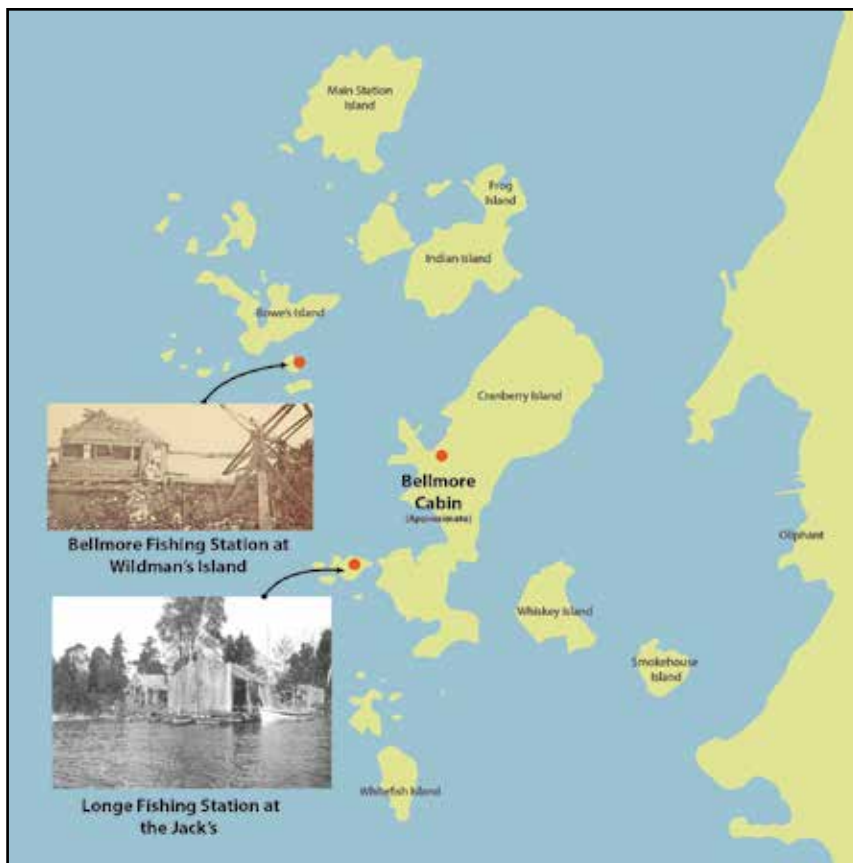 Main Station
Island
Frog
Island
Indian Island
Rowe's Island
Cranberry Island
Bellmore
Cabin
(Approximate)
Bellmore Fishing Station at
Wildman's Island
Oliphant
Whiskey Island
Smokehouse
Island
Whitefish Island
Longe Fishing Station at
the Jack's